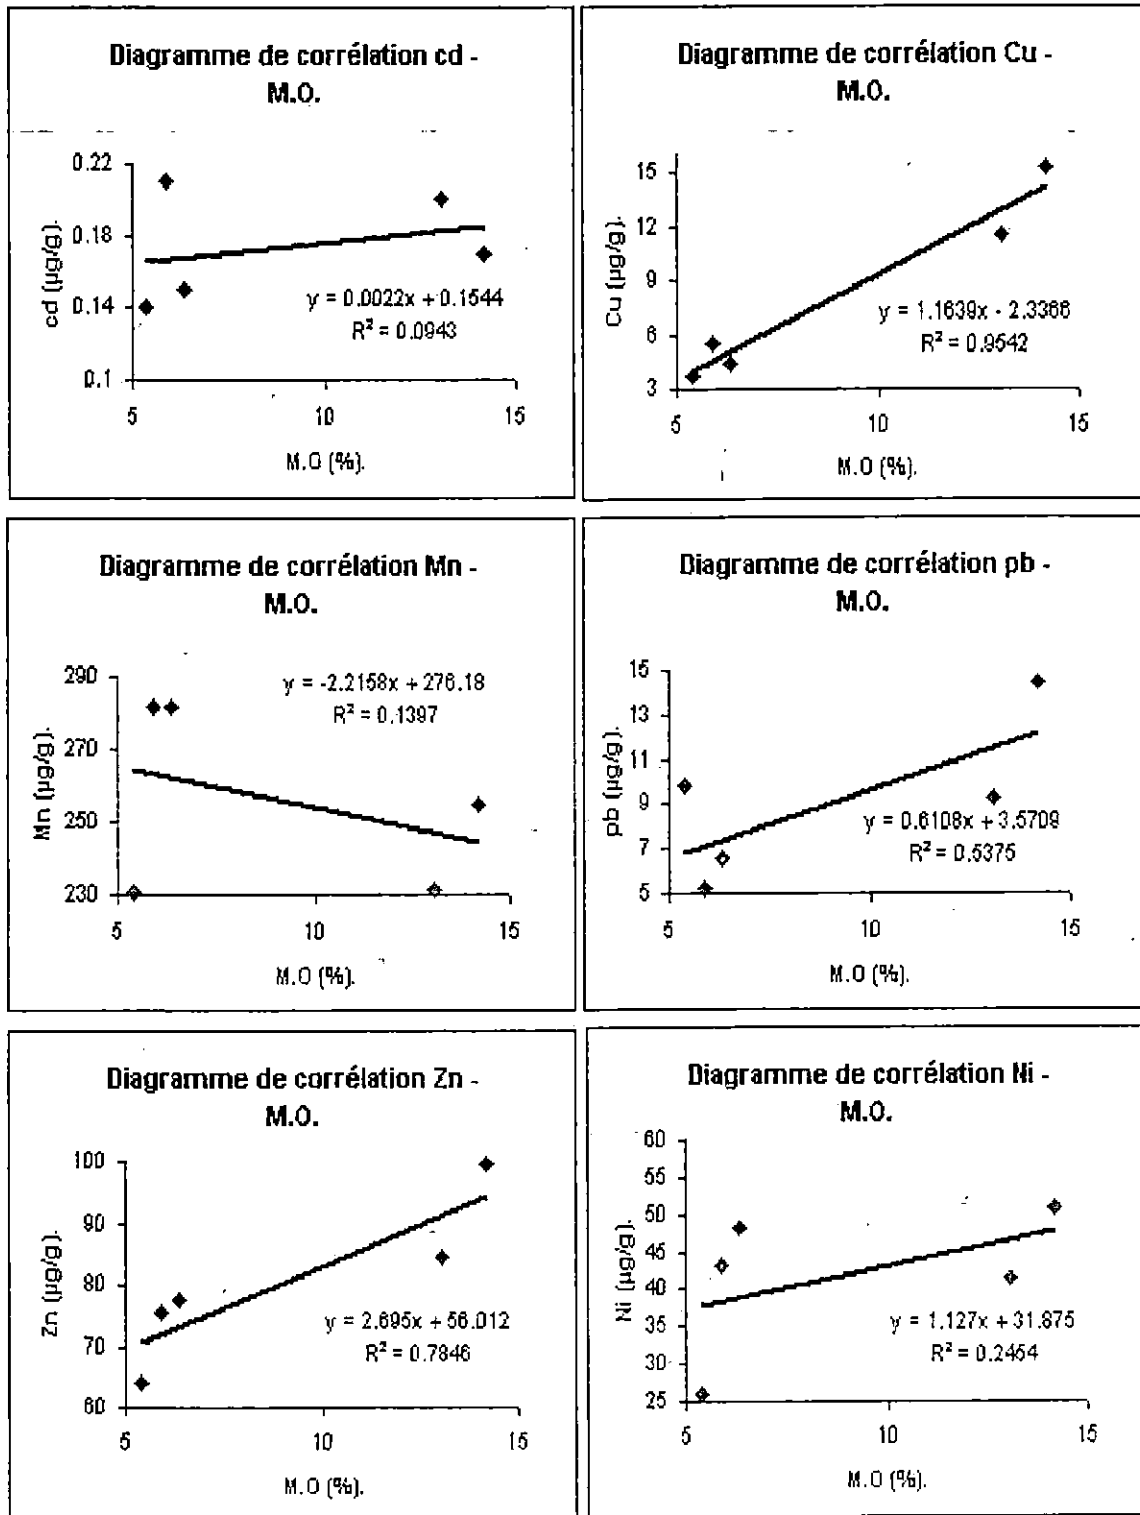 Diagramme de corrélation cd -
M.O.
0.22
0.18
0.14
0.1
cd (µg/g).
y = 0.0022x + 0.1544
R² = 0.0943
5 10 15
M.O (%).
Diagramme de corrélation Cu -
M.O.
15
12
9
6
3
Cu (µg/g).
y = 1.1639x - 2.3366
R² = 0.9542
5 10 15
M.O (%).
Diagramme de corrélation Mn -
M.O.
290
270
250
230
Mn (µg/g).
y = -2.2158x + 276.18
R² = 0.1397
5 10 15
M.O (%).
Diagramme de corrélation pb -
M.O.
15
13
11
9
7
5
pb (µg/g).
y = 0.6108x + 3.5709
R² = 0.5375
5 10 15
M.O (%).
Diagramme de corrélation Zn -
M.O.
100
90
80
70
60
Zn (µg/g).
y = 2.695x + 56.012
R² = 0.7846
5 10 15
M.O (%).
Diagramme de corrélation Ni -
M.O.
60
55
50
45
40
35
30
25
Ni (µg/g).
y = 1.127x + 31.875
R² = 0.2454
5 10 15
M.O (%).